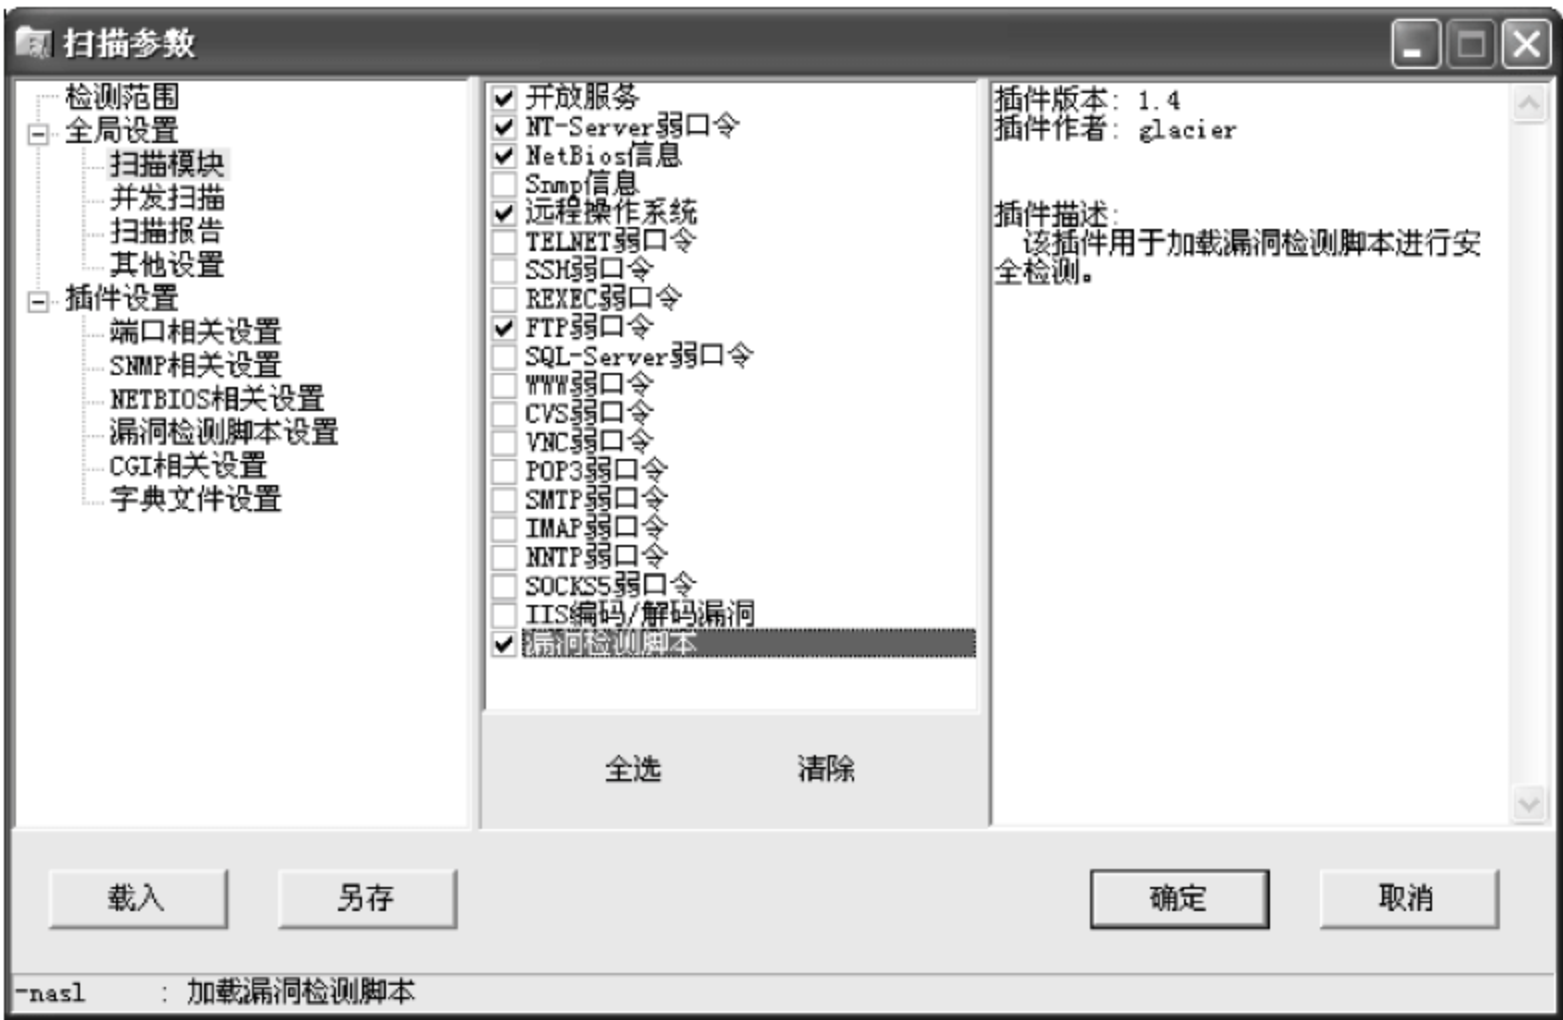 扫描参数
检测范围
全局设置
扫描模块
并发扫描
扫描报告
其他设置
插件设置
端口相关设置
SNMP相关设置
NETBIOS相关设置
漏洞检测脚本设置
CGI相关设置
字典文件设置
开放服务
NT-Server弱口令
NetBios信息
Snmp信息
远程操作系统
TELNET弱口令
SSH弱口令
REXEC弱口令
FTP弱口令
SQL-Server弱口令
WWW弱口令
CVS弱口令
VNC弱口令
POP3弱口令
SMTP弱口令
IMAP弱口令
NNTP弱口令
SOCKS5弱口令
IIS编码/解码漏洞
漏洞检测脚本
全选 清除
插件版本: 1.4
插件作者: glacier
插件描述:
该插件用于加载漏洞检测脚本进行安
全检测。
载入 另存 确定 取消
-nasl : 加载漏洞检测脚本